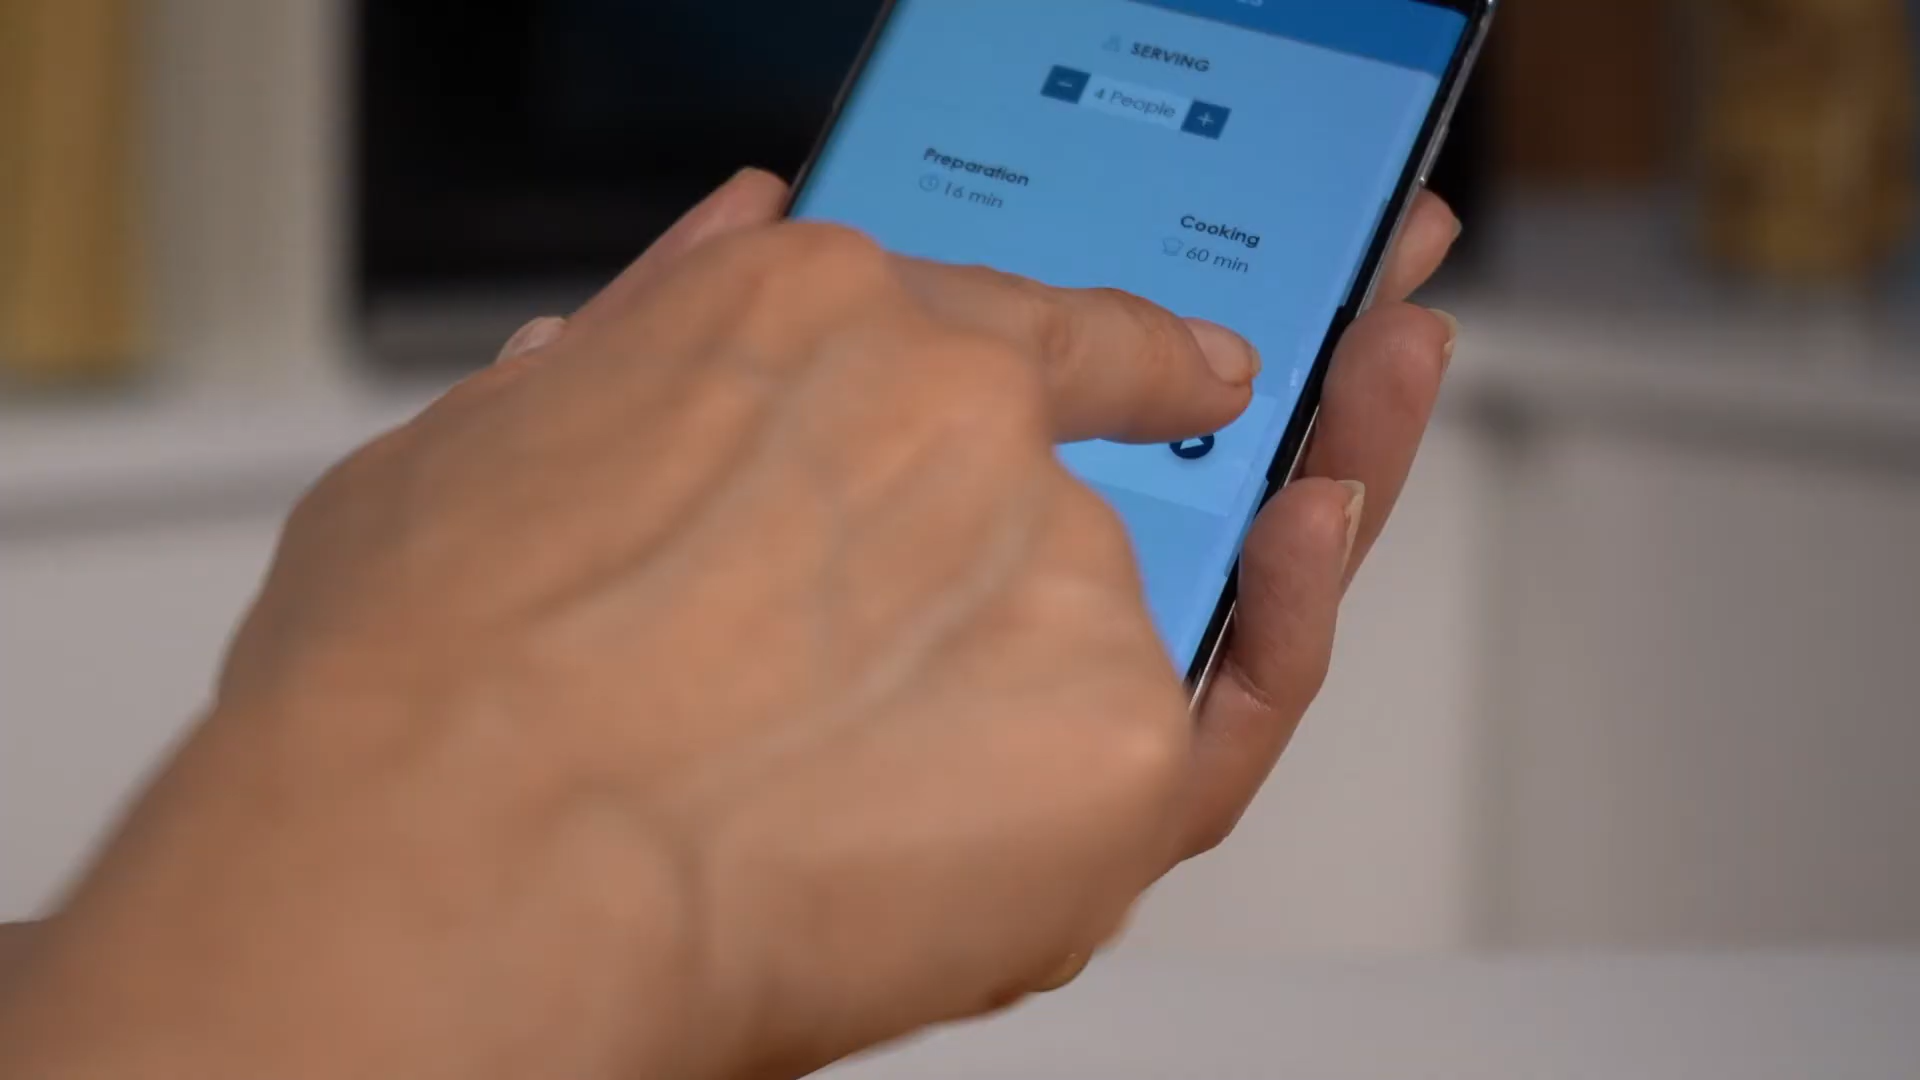 SERVING
− 4 People +
Preparation
16 min
Cooking
60 min